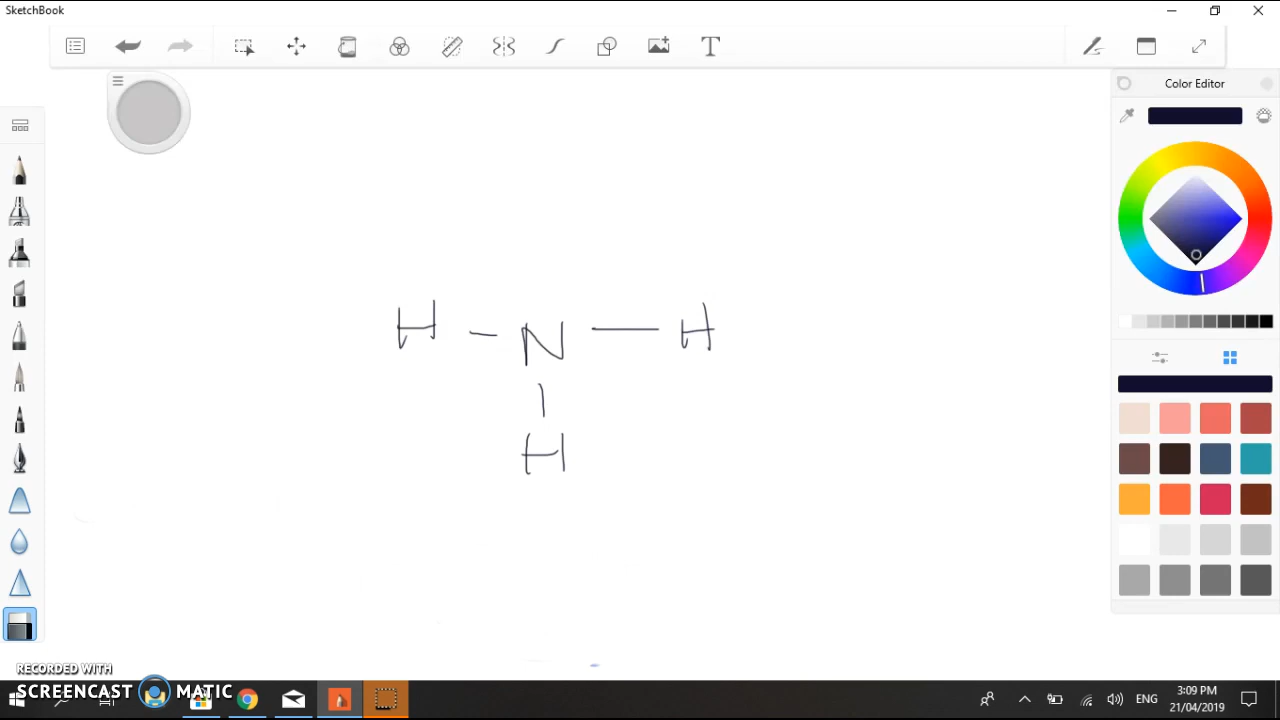 SketchBook
T
Color Editor
H - N — H
|
H
RECORDED WITH
SCREENCAST MATIC
ENG
3:09 PM
21/04/2019